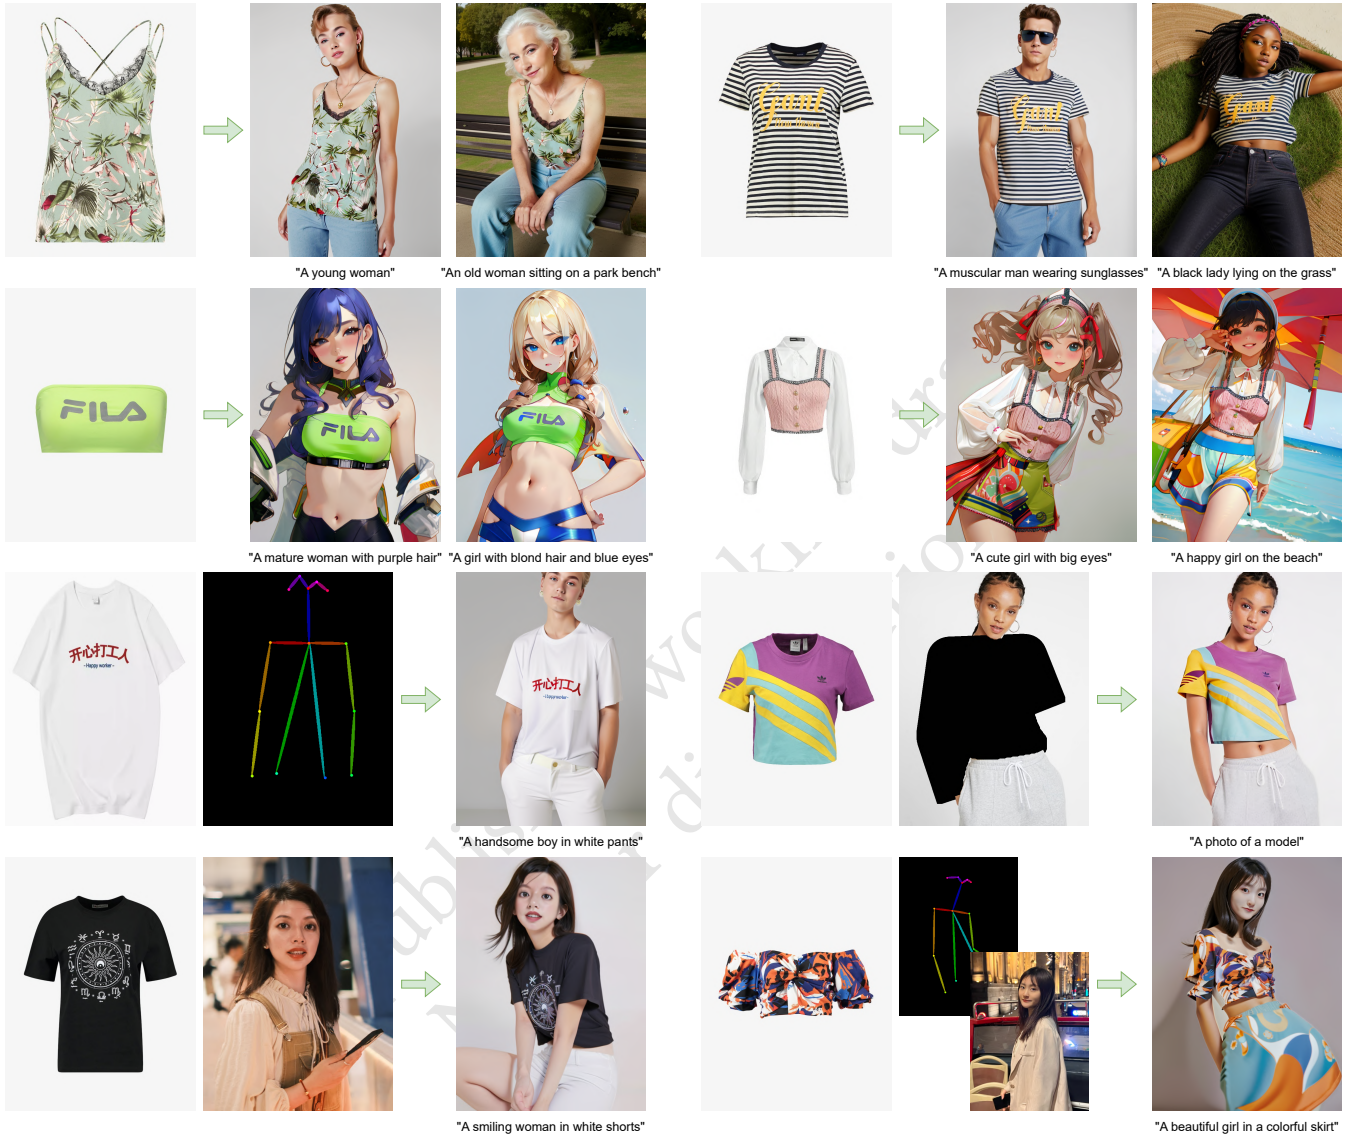 Giant
Giant
Giant
"A young woman"
"An old woman sitting on a park bench"
"A muscular man wearing sunglasses"
"A black lady lying on the grass"
FILA
FILA
FILA
"A mature woman with purple hair"
"A girl with blond hair and blue eyes"
"A cute girl with big eyes"
"A happy girl on the beach"
开心打工人
- Happy worker -
开心打工人
"A handsome boy in white pants"
"A photo of a model"
"A smiling woman in white shorts"
"A beautiful girl in a colorful skirt"